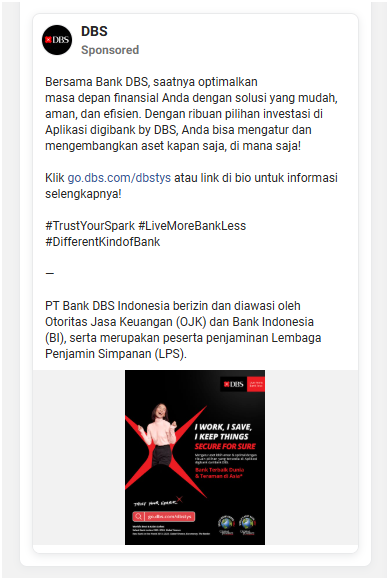 DBS
DBS
Sponsored
Bersama Bank DBS, saatnya optimalkan
masa depan finansial Anda dengan solusi yang mudah,
aman, dan efisien. Dengan ribuan pilihan investasi di
Aplikasi digibank by DBS, Anda bisa mengatur dan
mengembangkan aset kapan saja, di mana saja!
Klik go.dbs.com/dbstys atau link di bio untuk informasi
selengkapnya!
#TrustYourSpark #LiveMoreBankLess
#DifferentKindofBank
—
PT Bank DBS Indonesia berizin dan diawasi oleh
Otoritas Jasa Keuangan (OJK) dan Bank Indonesia
(BI), serta merupakan peserta penjaminan Lembaga
Penjamin Simpanan (LPS).
DBS
I WORK, I SAVE,
I KEEP THINGS
SECURE FOR SURE
Bank Terbaik Dunia
& Teraman di Asia*
TRUST YOUR SPARK
go.dbs.com/dbstys